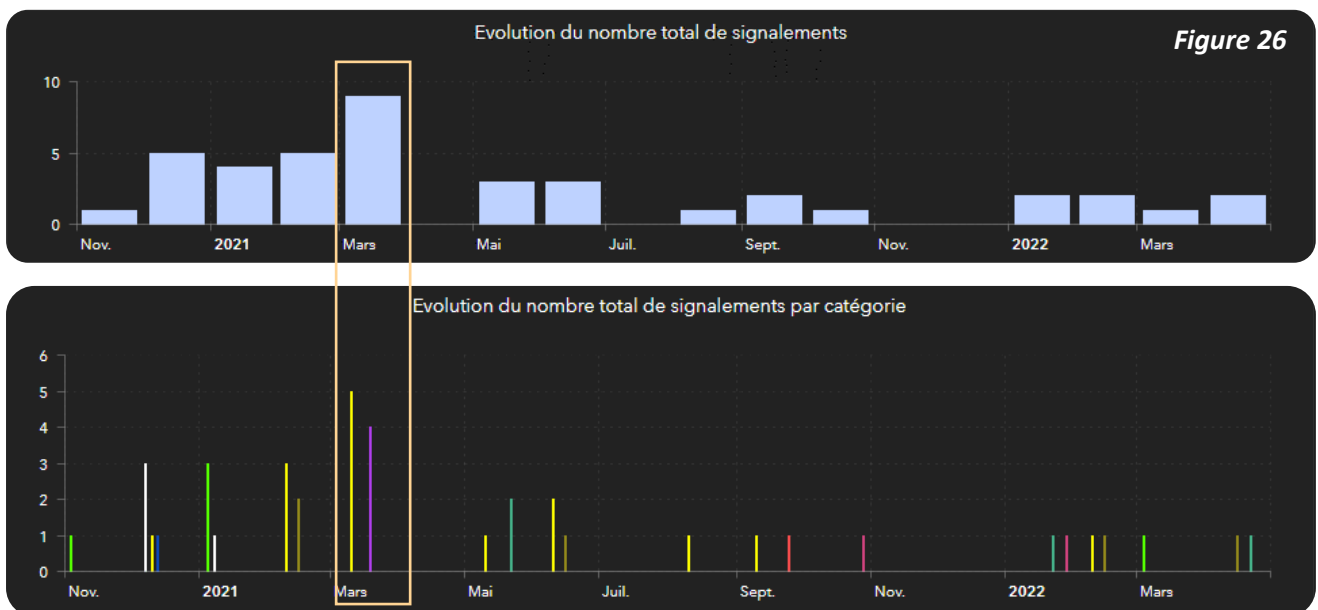 Evolution du nombre total de signalements
Figure 26
10
5
0
Nov. 2021 Mars Mai Juil. Sept. Nov. 2022 Mars
Evolution du nombre total de signalements par catégorie
6
5
4
3
2
1
0
Nov. 2021 Mars Mai Juil. Sept. Nov. 2022 Mars